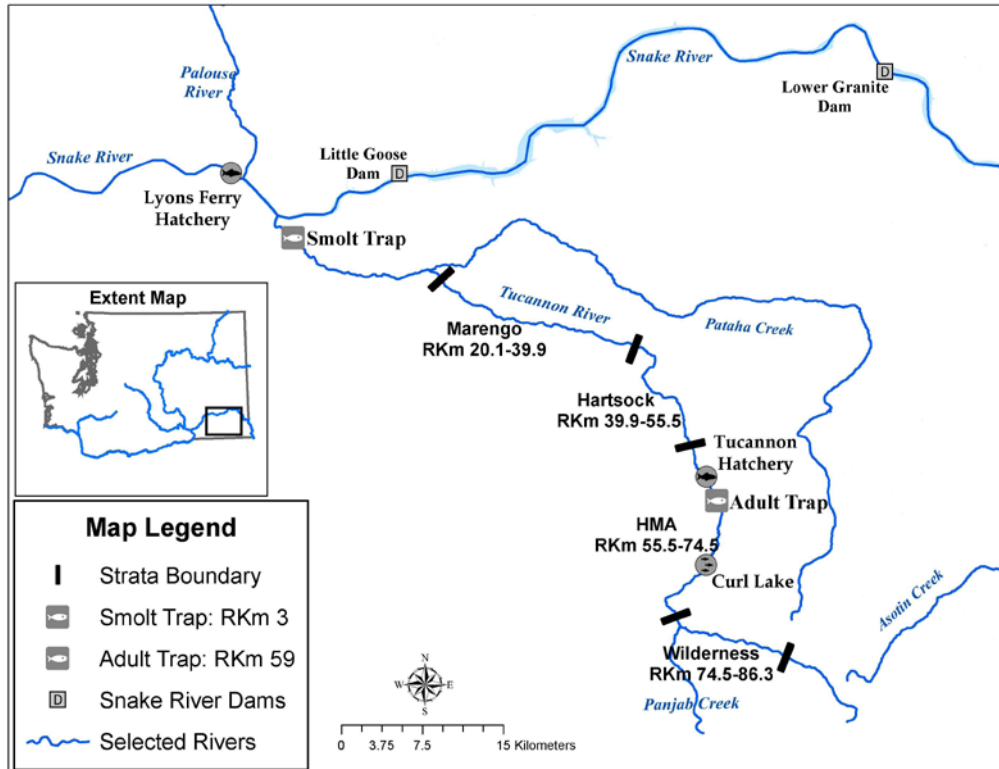 Palouse
River
Snake River
Lower Granite
Dam
D
Snake River
Little Goose
Dam
D
Lyons Ferry
Hatchery
Smolt Trap
Extent Map
Tucannon River
Marengo
RKm 20.1-39.9
Pataha Creek
Hartsock
RKm 39.9-55.5
Tucannon
Hatchery
Adult Trap
HMA
RKm 55.5-74.5
Curl Lake
Asotin Creek
Wilderness
RKm 74.5-86.3
Panjab Creek
Map Legend
Strata Boundary
Smolt Trap: RKm 3
Adult Trap: RKm 59
D Snake River Dams
Selected Rivers
N
W E
S
0 3.75 7.5 15 Kilometers